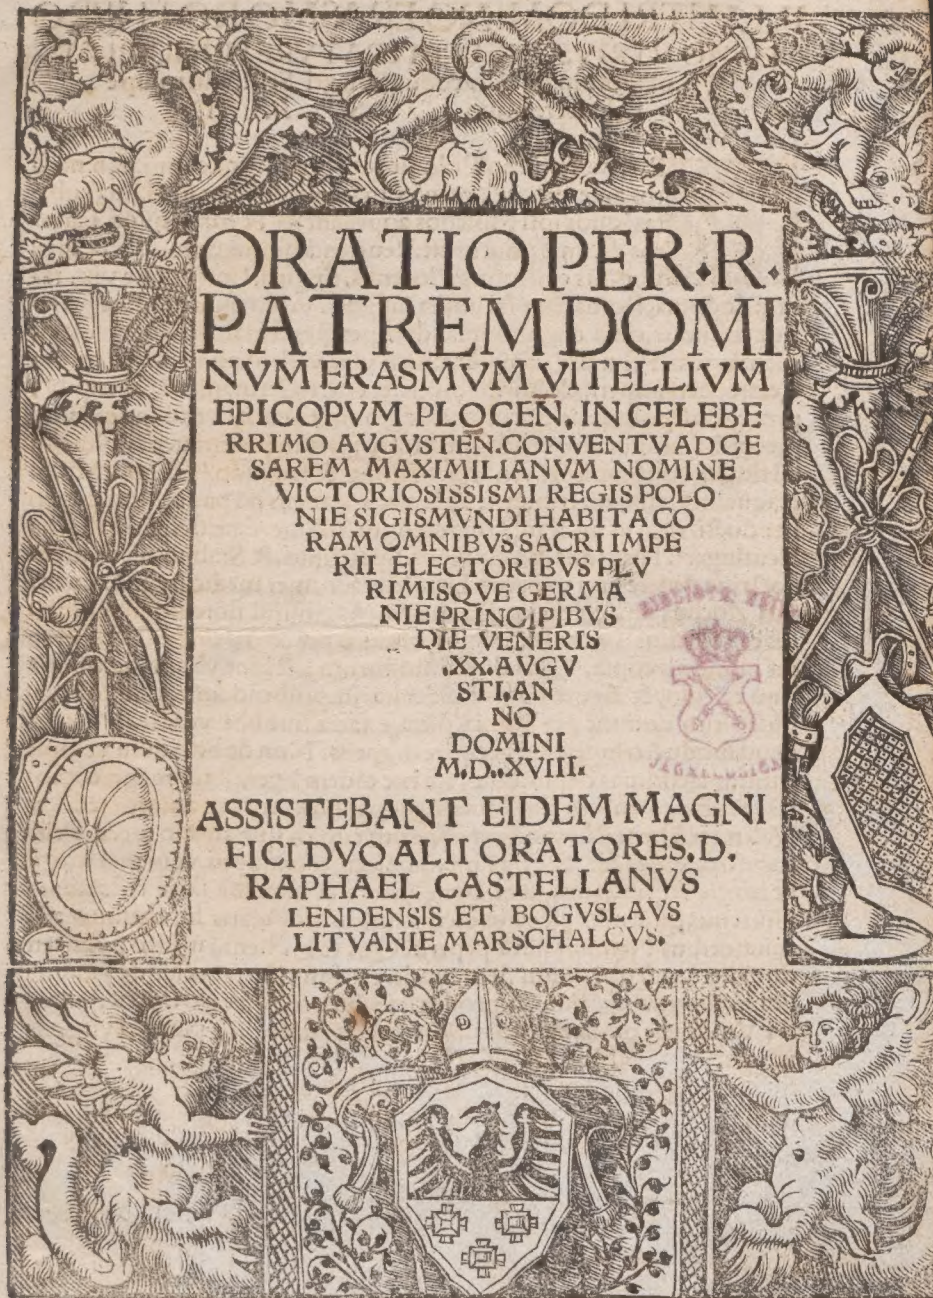 ORATIO PER.R.
PATREM DOMI
NVM ERASMVM VITELLIVM
EPICOPVM PLOCEÑ. IN CELEBE
RRIMO AVGVSTEÑ.CONVENTV AD CE
SAREM MAXIMILIANVM NOMINE
VICTORIOSISSISMI REGIS POLO
NIE SIGISMVNDI HABITA CO
RAM OMNIBVS SACRI IMPE
RII ELECTORIBVS PLV
RIMISQVE GERMA
NIE PRINCIPIBVS
DIE VENERIS
.XX.AVGV
STI.AN
NO
DOMINI
M.D..XVIII.
ASSISTEBANT EIDEM MAGNI
FICI DVO ALII ORATORES.D.
RAPHAEL CASTELLANVS
LENDENSIS ET BOGVSLAVS
LITVANIE MARSCHALCVS.